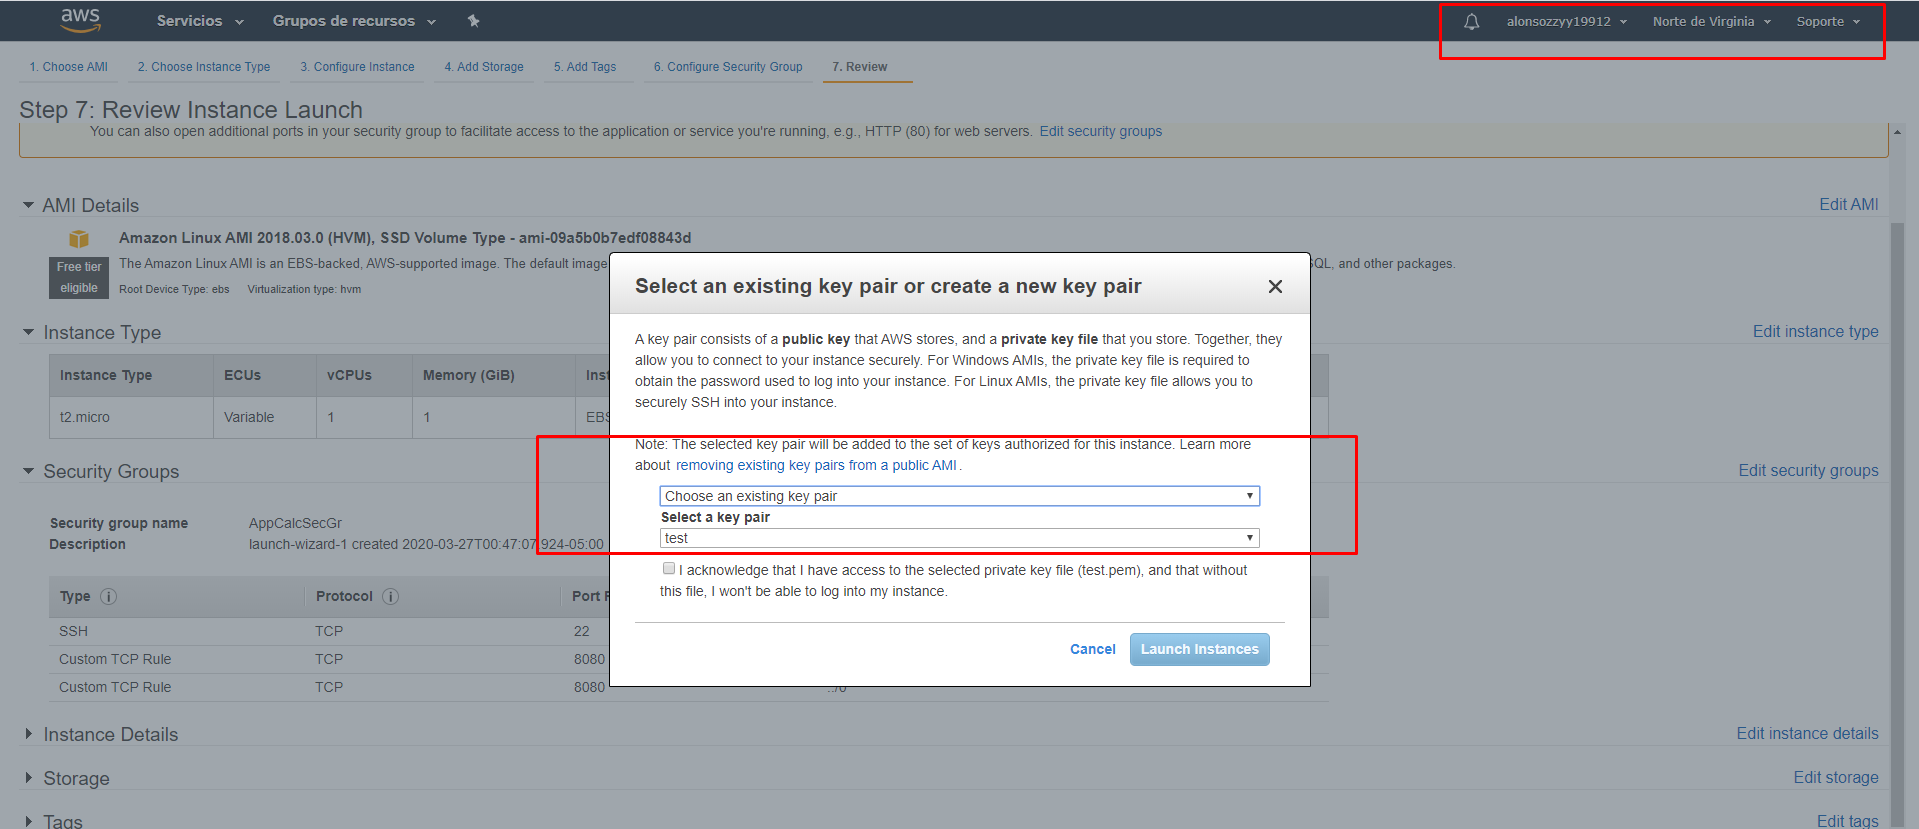 aws Servicios Grupos de recursos alonsozzyy19912 Norte de Virginia Soporte
1. Choose AMI 2. Choose Instance Type 3. Configure Instance 4. Add Storage 5. Add Tags 6. Configure Security Group 7. Review
Step 7: Review Instance Launch
You can also open additional ports in your security group to facilitate access to the application or service you're running, e.g., HTTP (80) for web servers. Edit security groups
AMI Details Edit AMI
Amazon Linux AMI 2018.03.0 (HVM), SSD Volume Type - ami-09a5b0b7edf08843d
Free tier eligible
The Amazon Linux AMI is an EBS-backed, AWS-supported image. The default image SQL, and other packages.
Root Device Type: ebs Virtualization type: hvm
Instance Type Edit instance type
Instance Type ECUs vCPUs Memory (GiB) Inst
t2.micro Variable 1 1 EBS
Security Groups Edit security groups
Security group name AppCalcSecGr
Description launch-wizard-1 created 2020-03-27T00:47:07.924-05:00
Type Protocol Port R
SSH TCP 22
Custom TCP Rule TCP 8080
Custom TCP Rule TCP 8080 ::/0
Instance Details Edit instance details
Storage Edit storage
Tags Edit tags
Select an existing key pair or create a new key pair
A key pair consists of a public key that AWS stores, and a private key file that you store. Together, they
allow you to connect to your instance securely. For Windows AMIs, the private key file is required to
obtain the password used to log into your instance. For Linux AMIs, the private key file allows you to
securely SSH into your instance.
Note: The selected key pair will be added to the set of keys authorized for this instance. Learn more
about removing existing key pairs from a public AMI.
Choose an existing key pair
Select a key pair
test
I acknowledge that I have access to the selected private key file (test.pem), and that without
this file, I won't be able to log into my instance.
Cancel Launch Instances